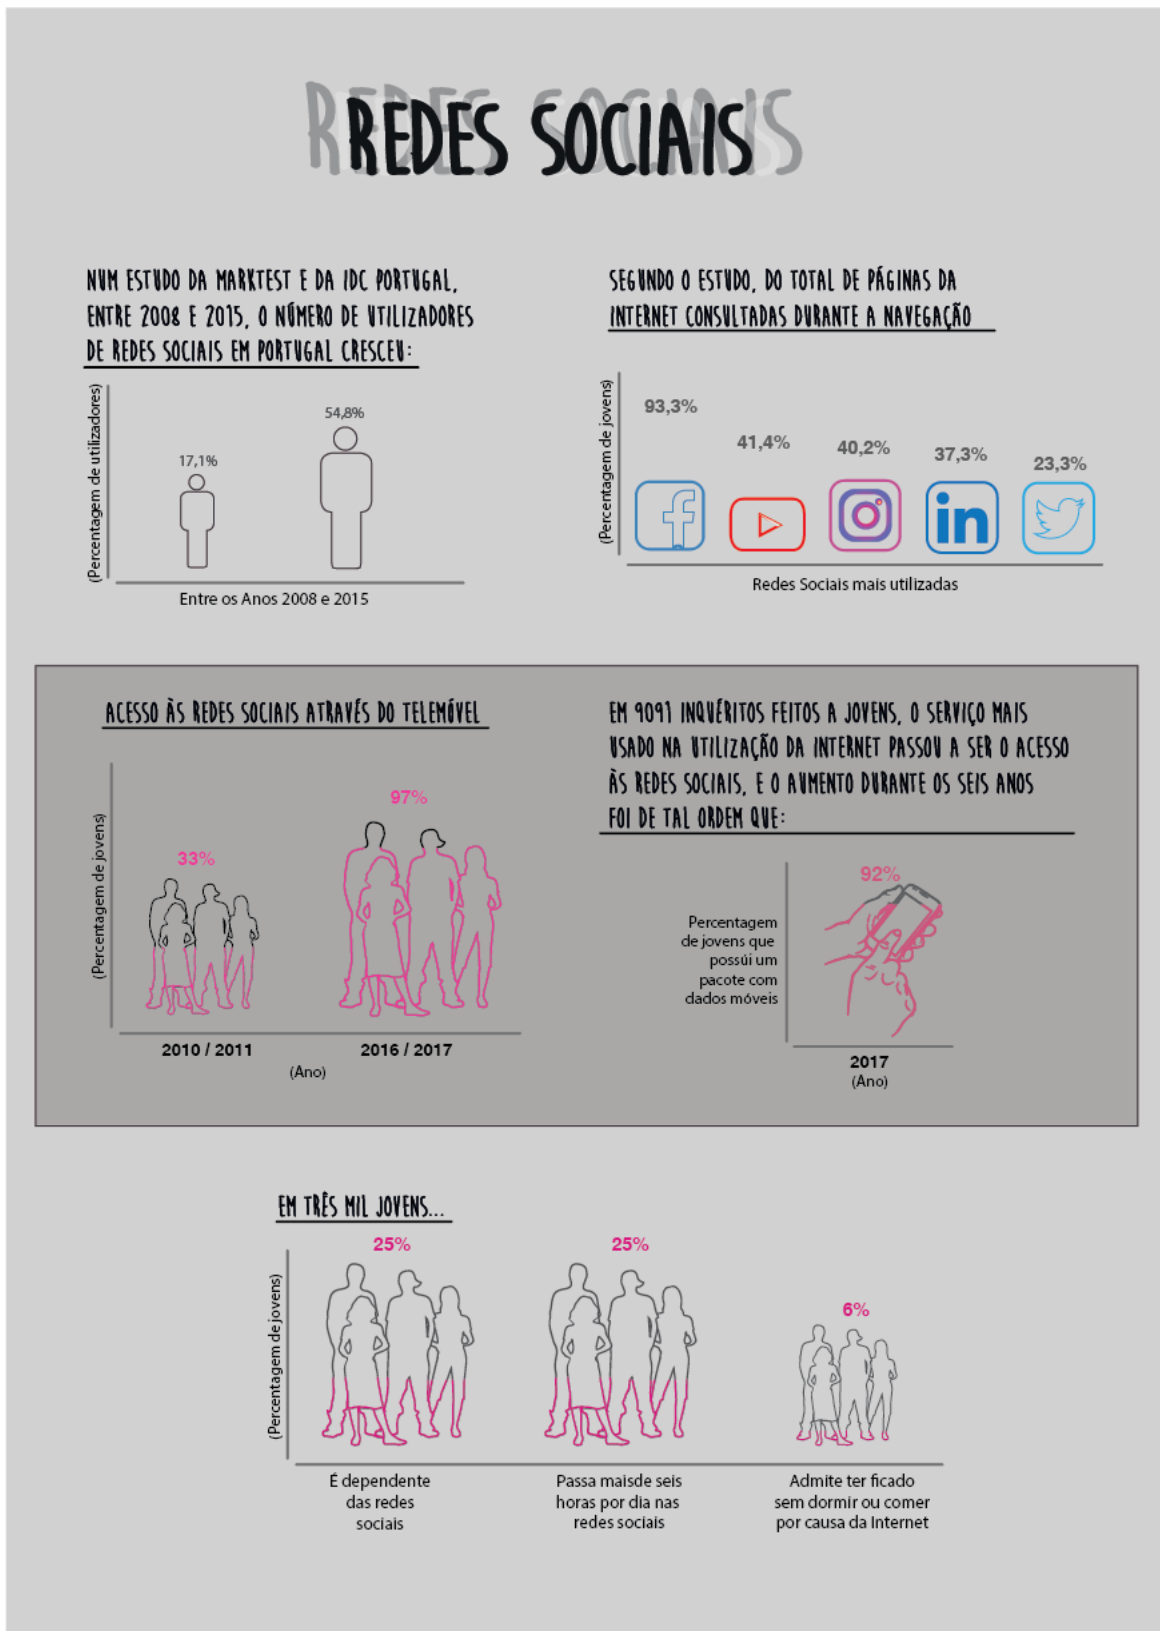 REDES SOCIAIS
NUM ESTUDO DA MARKTEST E DA IDC PORTUGAL,
ENTRE 2008 E 2015, O NÚMERO DE UTILIZADORES
DE REDES SOCIAIS EM PORTUGAL CRESCEU:
(Percentagem de utilizadores)
17,1%
54,8%
Entre os Anos 2008 e 2015
SEGUNDO O ESTUDO, DO TOTAL DE PÁGINAS DA
INTERNET CONSULTADAS DURANTE A NAVEGAÇÃO
(Percentagem de jovens)
93,3%
41,4%
40,2%
37,3%
23,3%
f
in
Redes Sociais mais utilizadas
ACESSO ÀS REDES SOCIAIS ATRAVÉS DO TELEMÓVEL
(Percentagem de jovens)
33%
97%
2010 / 2011
2016 / 2017
(Ano)
EM 9091 INQUÉRITOS FEITOS A JOVENS, O SERVIÇO MAIS
USADO NA UTILIZAÇÃO DA INTERNET PASSOU A SER O ACESSO
ÀS REDES SOCIAIS, E O AUMENTO DURANTE OS SEIS ANOS
FOI DE TAL ORDEM QUE:
92%
Percentagem
de jovens que
possúi um
pacote com
dados móveis
2017
(Ano)
EM TRÊS MIL JOVENS...
(Percentagem de jovens)
25%
25%
6%
É dependente
das redes
sociais
Passa maisde seis
horas por dia nas
redes sociais
Admite ter ficado
sem dormir ou comer
por causa da Internet